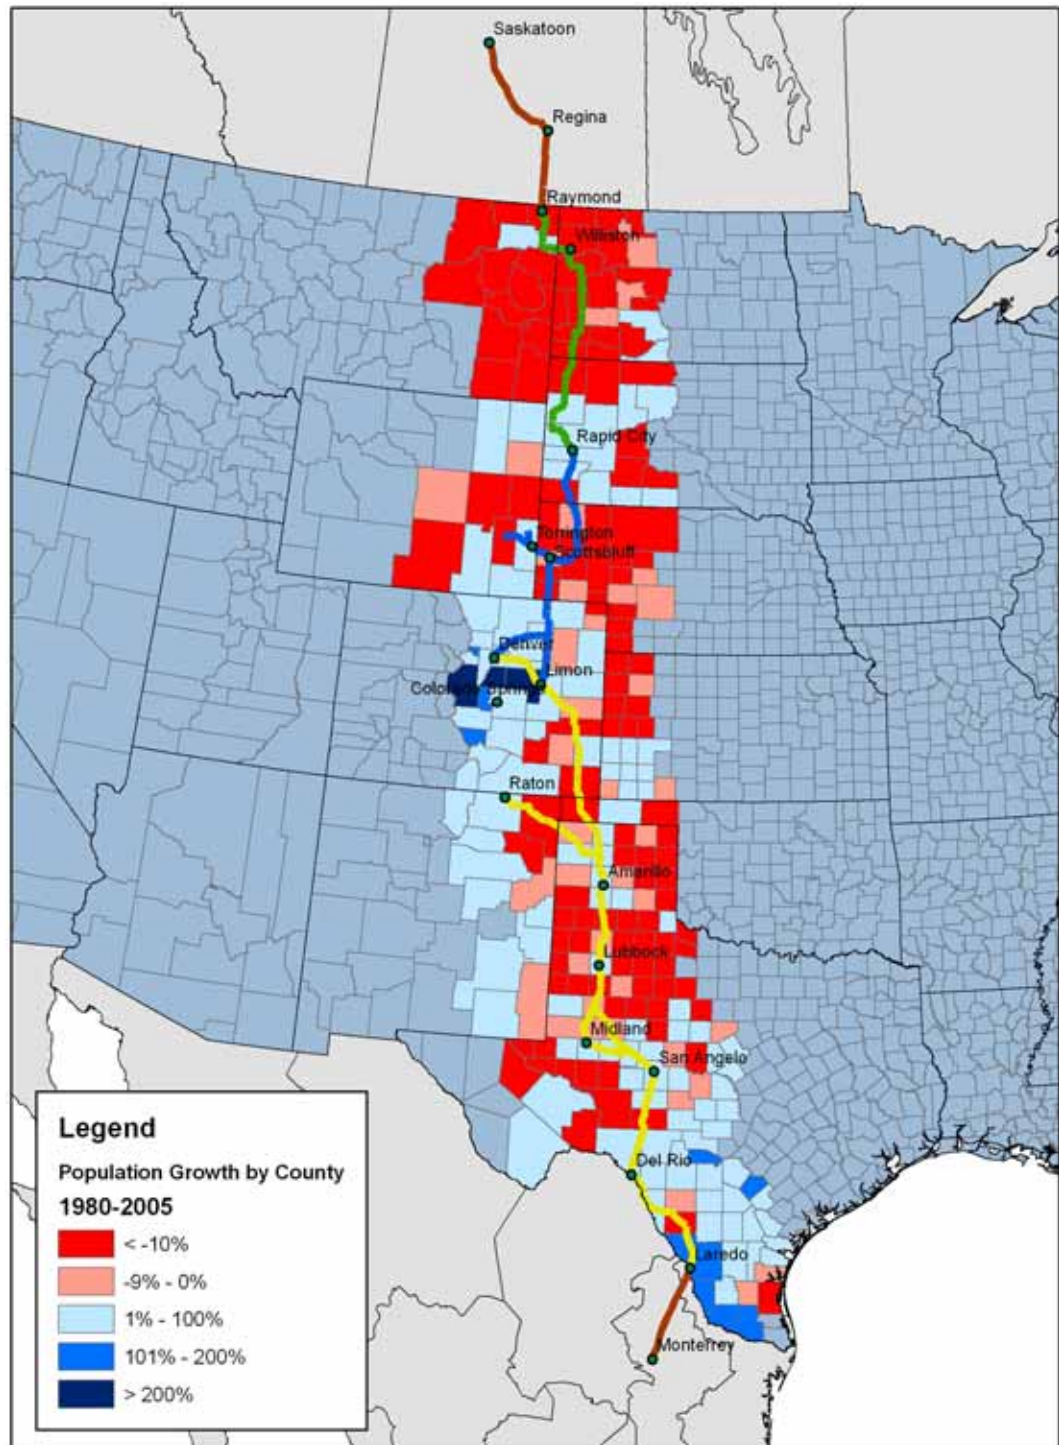 Saskatoon
Regina
Raymond
Williston
Rapid City
Torrington
Scottsbluff
Denver
Limon
Colorado Springs
Raton
Amarillo
Lubbock
Midland
San Angelo
Del Rio
Laredo
Monterrey
Legend
Population Growth by County
1980-2005
< -10%
-9% - 0%
1% - 100%
101% - 200%
> 200%